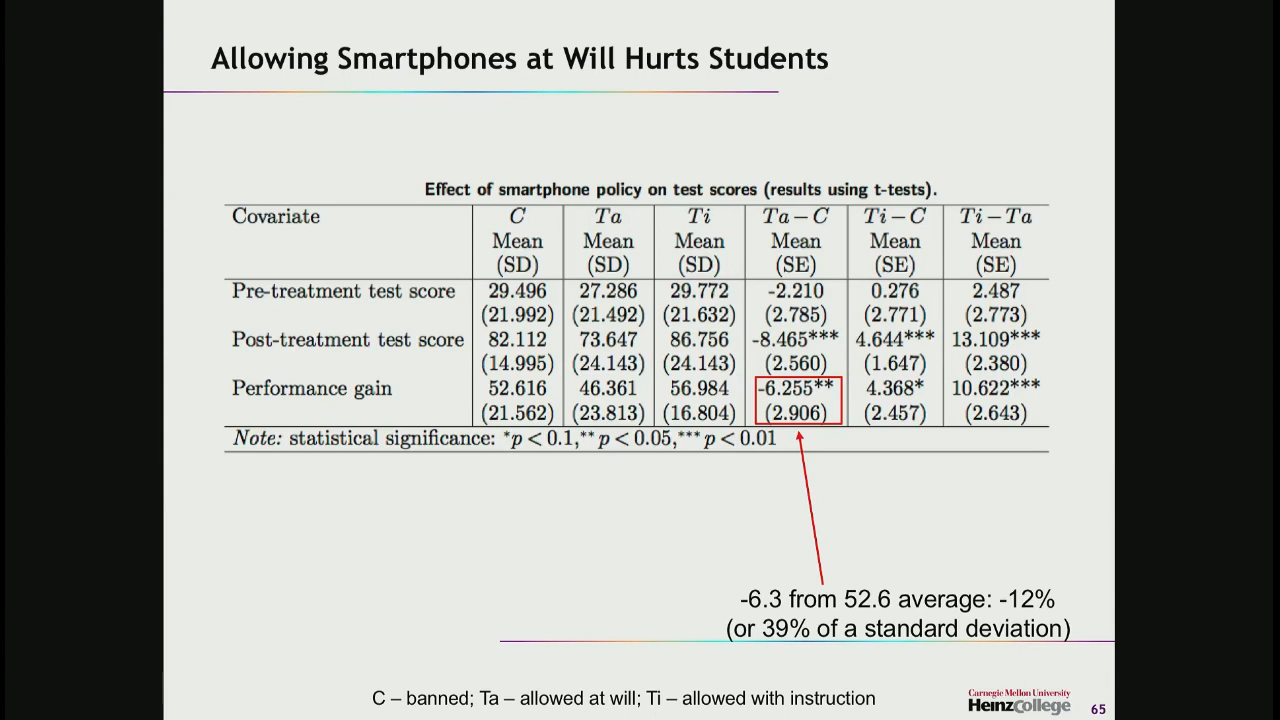 Allowing Smartphones at Will Hurts Students
Effect of smartphone policy on test scores (results using t-tests).
Covariate C Ta Ti Ta – C Ti – C Ti – Ta
Mean Mean Mean Mean Mean Mean
(SD) (SD) (SD) (SE) (SE) (SE)
Pre-treatment test score 29.496 27.286 29.772 -2.210 0.276 2.487
(21.992) (21.492) (21.632) (2.785) (2.771) (2.773)
Post-treatment test score 82.112 73.647 86.756 -8.465*** 4.644*** 13.109***
(14.995) (24.143) (24.143) (2.560) (1.647) (2.380)
Performance gain 52.616 46.361 56.984 -6.255** 4.368* 10.622***
(21.562) (23.813) (16.804) (2.906) (2.457) (2.643)
Note: statistical significance: *p < 0.1,** p < 0.05,*** p < 0.01
-6.3 from 52.6 average: -12%
(or 39% of a standard deviation)
C – banned; Ta – allowed at will; Ti – allowed with instruction
Carnegie Mellon University
HeinzCollege
65